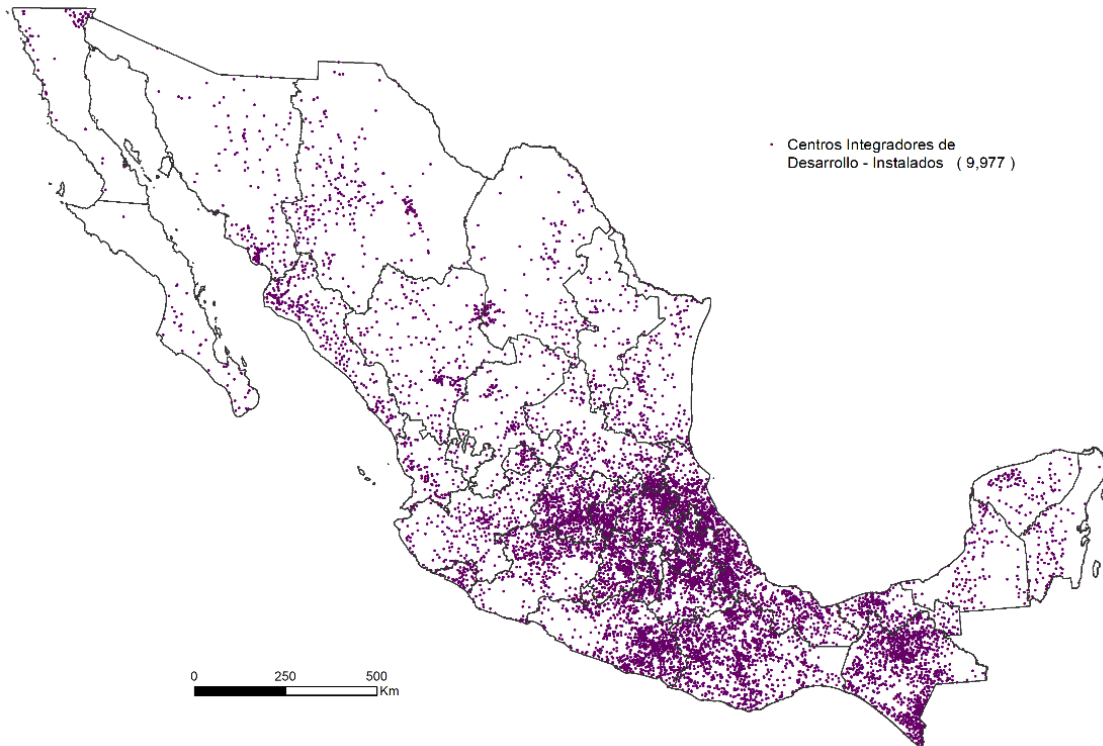 Centros Integradores de
Desarrollo - Instalados ( 9,977 )
0 250 500
Km